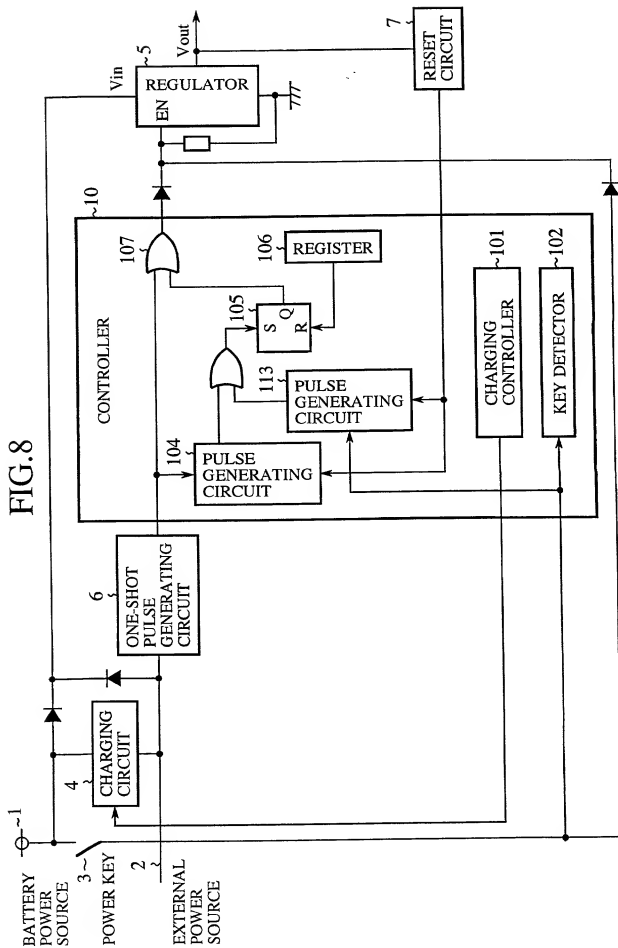 FIG.8
BATTERY
POWER
SOURCE
1
3
POWER KEY
2
EXTERNAL
POWER
SOURCE
4
CHARGING
CIRCUIT
6
ONE-SHOT
PULSE
GENERATING
CIRCUIT
CONTROLLER
10
104
PULSE
GENERATING
CIRCUIT
113
PULSE
GENERATING
CIRCUIT
105
S
Q
R
106
REGISTER
107
101
CHARGING
CONTROLLER
102
KEY DETECTOR
Vin
5
REGULATOR
EN
Vout
7
RESET
CIRCUIT